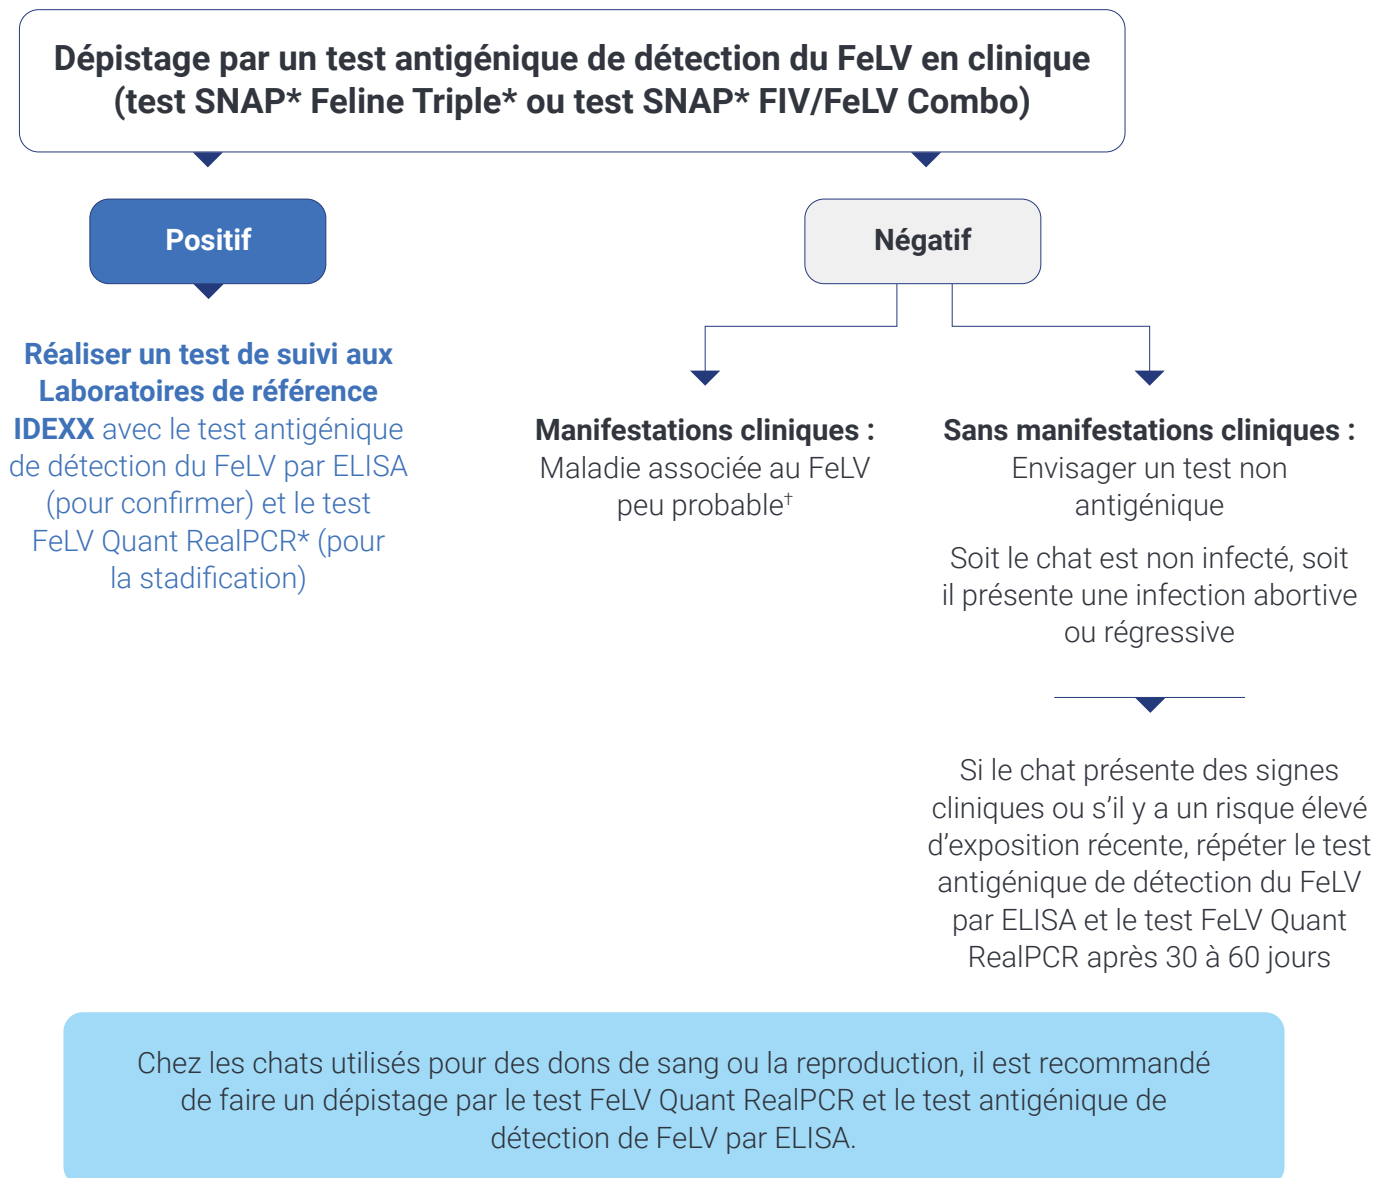 Dépistage par un test antigénique de détection du FeLV en clinique
(test SNAP* Feline Triple* ou test SNAP* FIV/FeLV Combo)
Positif
Négatif
Réaliser un test de suivi aux
Laboratoires de référence
IDEXX avec le test antigénique
de détection du FeLV par ELISA
(pour confirmer) et le test
FeLV Quant RealPCR* (pour
la stadification)
Manifestations cliniques :
Maladie associée au FeLV
peu probable†
Sans manifestations cliniques :
Envisager un test non
antigénique
Soit le chat est non infecté, soit
il présente une infection abortive
ou régressive
Si le chat présente des signes
cliniques ou s’il y a un risque élevé
d’exposition récente, répéter le test
antigénique de détection du FeLV
par ELISA et le test FeLV Quant
RealPCR après 30 à 60 jours
Chez les chats utilisés pour des dons de sang ou la reproduction, il est recommandé
de faire un dépistage par le test FeLV Quant RealPCR et le test antigénique de
détection de FeLV par ELISA.